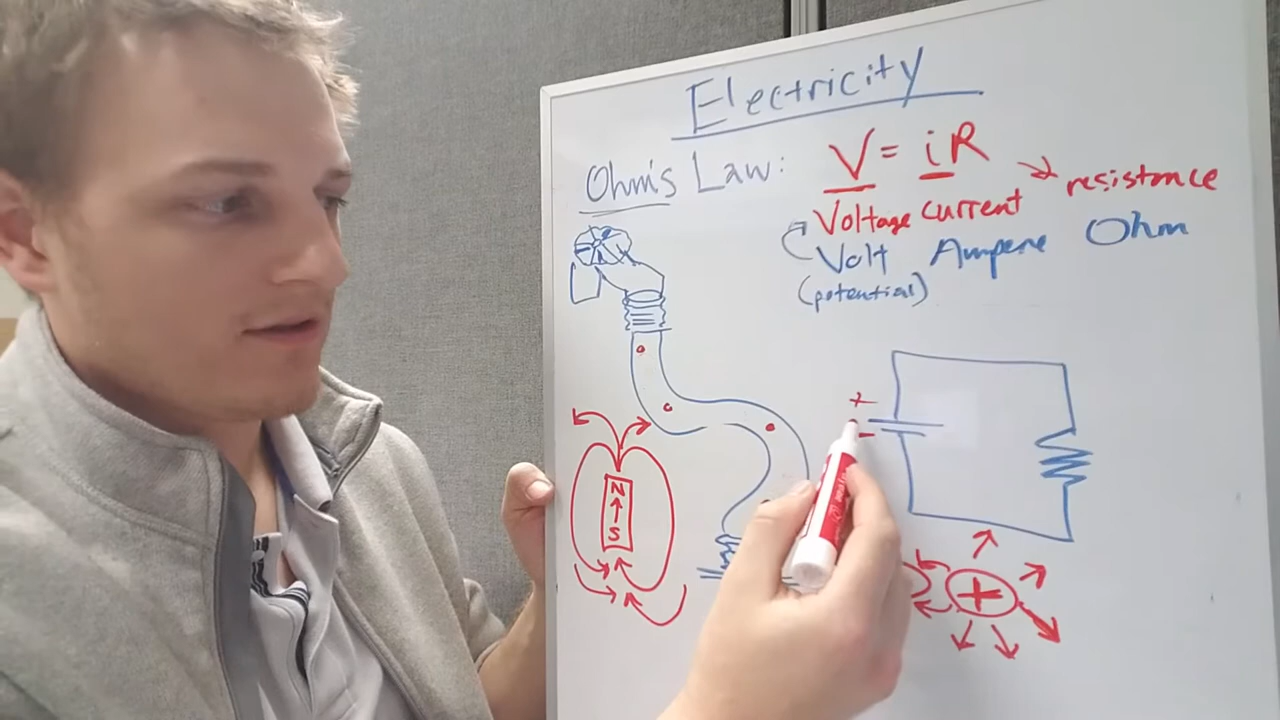 Electricity
Ohm's Law: V = iR
Voltage current → resistance
Volt Ampere Ohm
(potential)
+
N
S
+